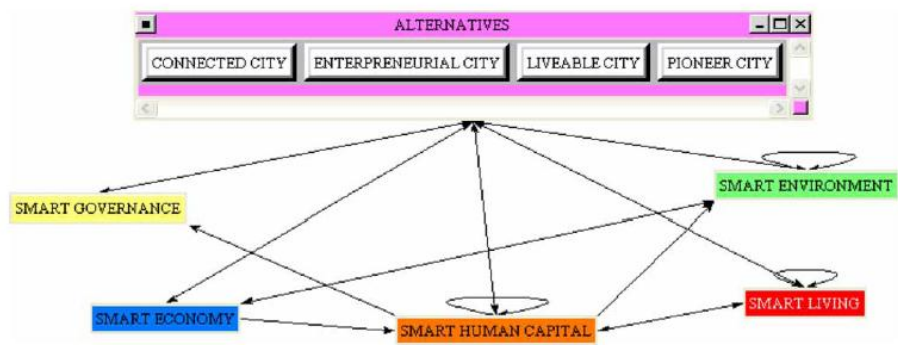 ALTERNATIVES
CONNECTED CITY ENTERPRENEURIAL CITY LIVEABLE CITY PIONEER CITY
SMART ENVIRONMENT
SMART GOVERNANCE
SMART LIVING
SMART ECONOMY
SMART HUMAN CAPITAL